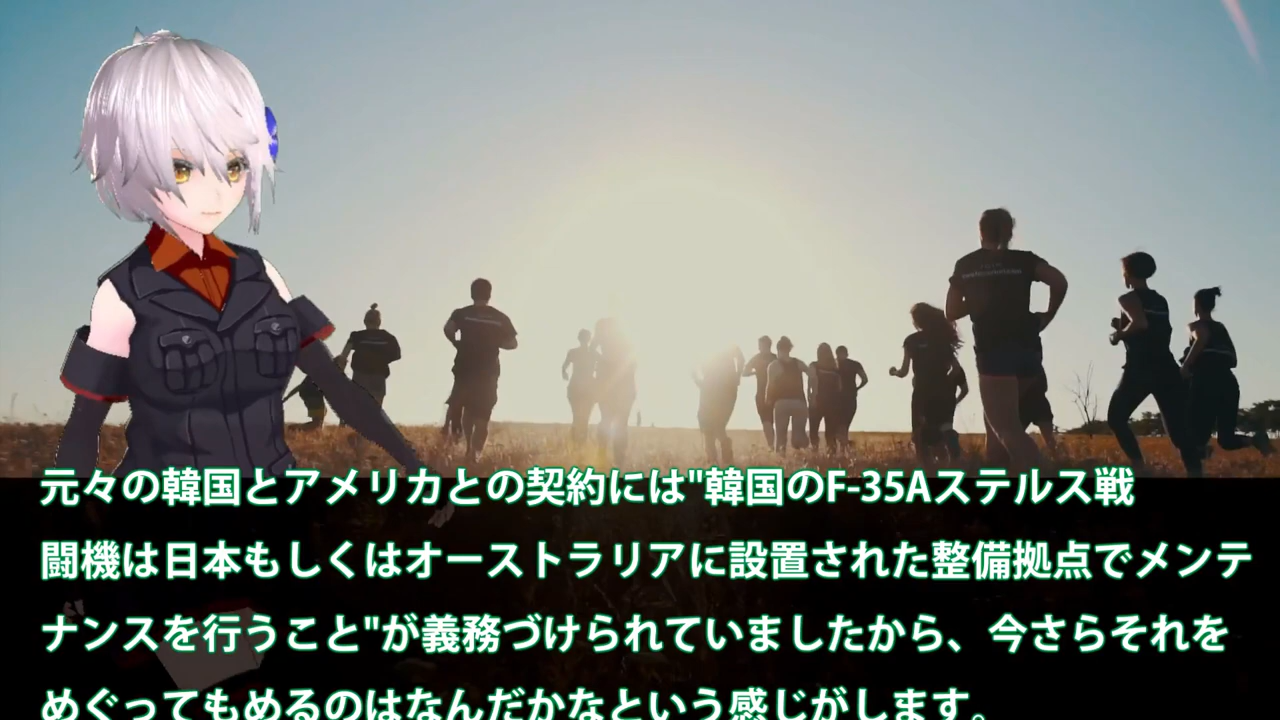 元々の韓国とアメリカとの契約には"韓国のF-35Aステルス戦
闘機は日本もしくはオーストラリアに設置された整備拠点でメンテ
ナンスを行うこと"が義務づけられていましたから、今さらそれを
めぐってもめるのはなんだかなという感じがします。